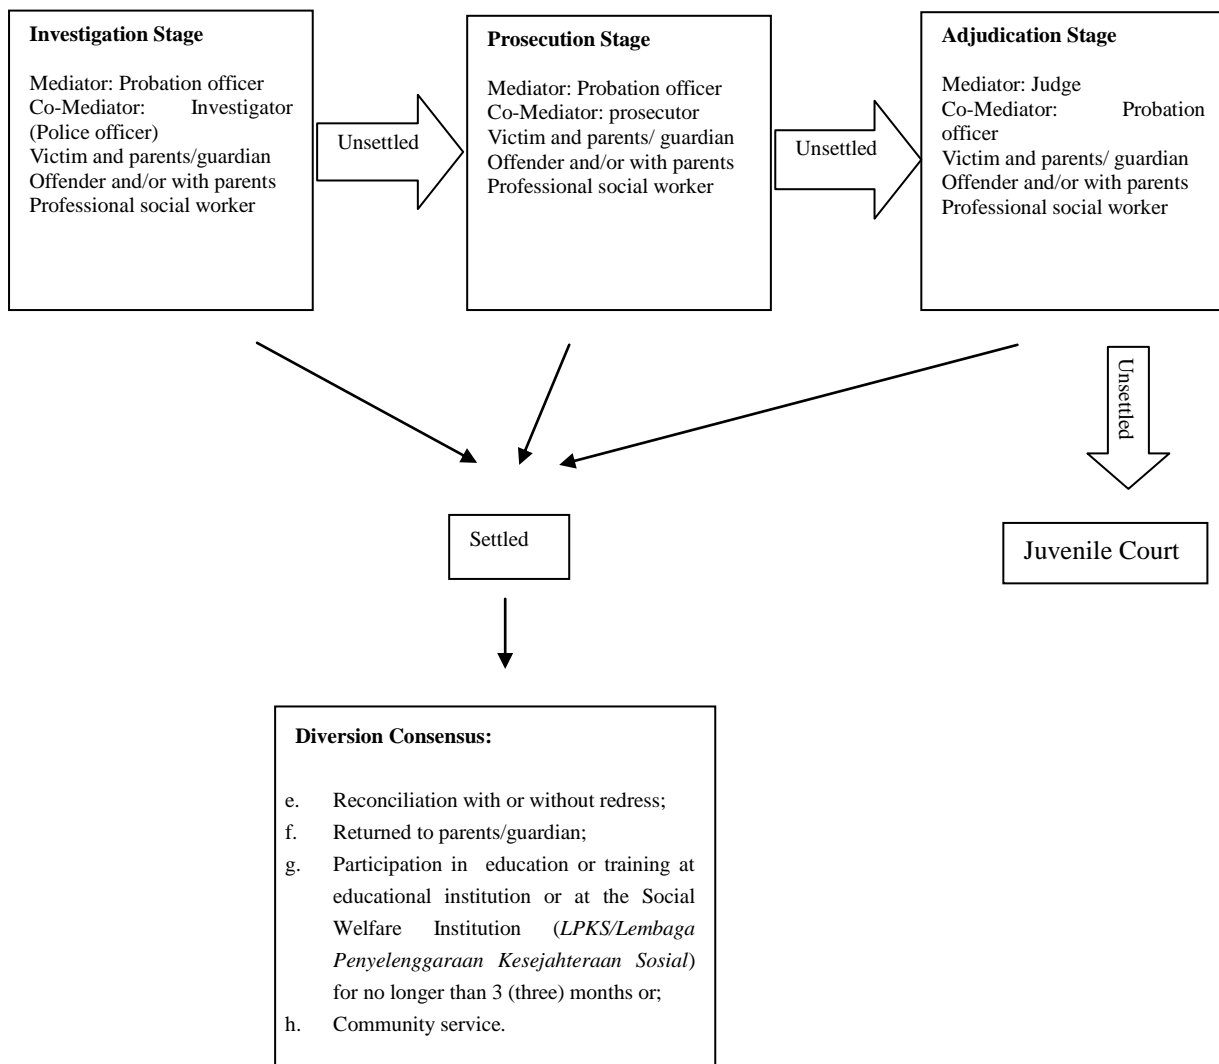 Investigation Stage
Mediator: Probation officer
Co-Mediator: Investigator
(Police officer)
Victim and parents/guardian
Offender and/or with parents
Professional social worker
Unsettled
Prosecution Stage
Mediator: Probation officer
Co-Mediator: prosecutor
Victim and parents/ guardian
Offender and/or with parents
Professional social worker
Unsettled
Adjudication Stage
Mediator: Judge
Co-Mediator: Probation
officer
Victim and parents/ guardian
Offender and/or with parents
Professional social worker
Unsettled
Settled
Juvenile Court
Diversion Consensus:
e. Reconciliation with or without redress;
f. Returned to parents/guardian;
g. Participation in education or training at
educational institution or at the Social
Welfare Institution (LPKS/Lembaga
Penyelenggaraan Kesejahteraan Sosial)
for no longer than 3 (three) months or;
h. Community service.